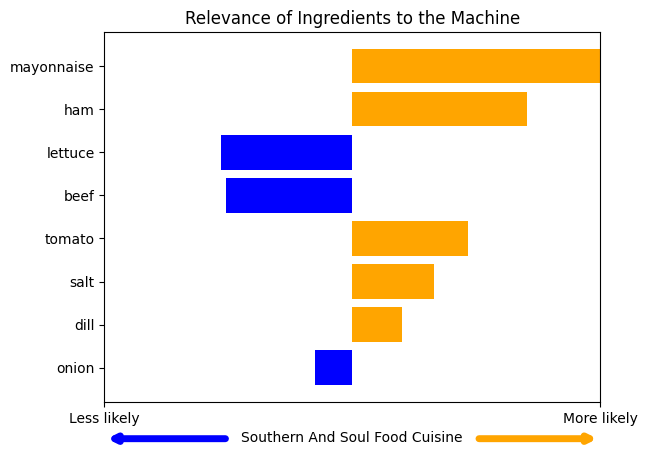 Relevance of Ingredients to the Machine
mayonnaise
ham
lettuce
beef
tomato
salt
dill
onion
Less likely
More likely
Southern And Soul Food Cuisine